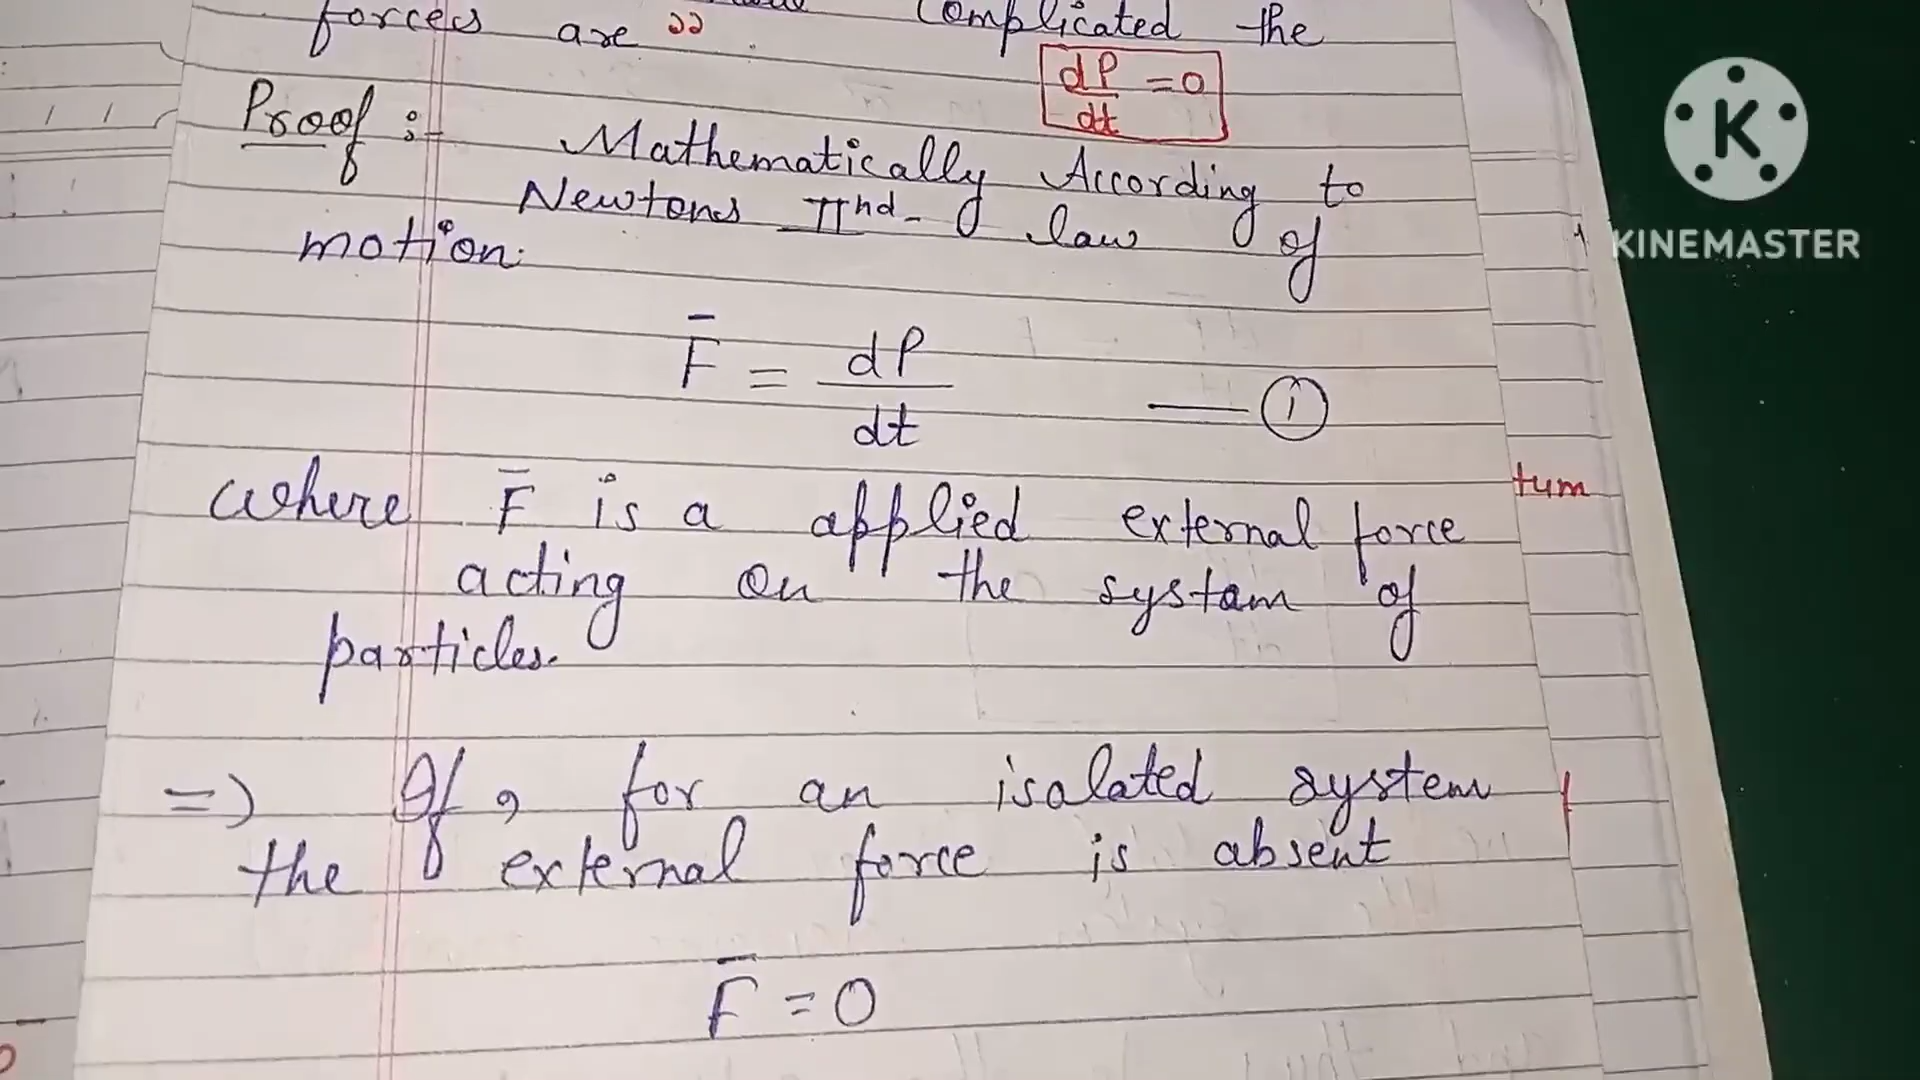 complicated the
forces are "
dP/dt = 0
Proof :-
Mathematically According to
Newtons IInd- law of
motion.
F̄ = dP/dt — (i)
where F̄ is a applied external force
acting on the systam of
particles.
tum
=) If, for an isolated system
the external force is absent
F̄ = 0
K
KINEMASTER